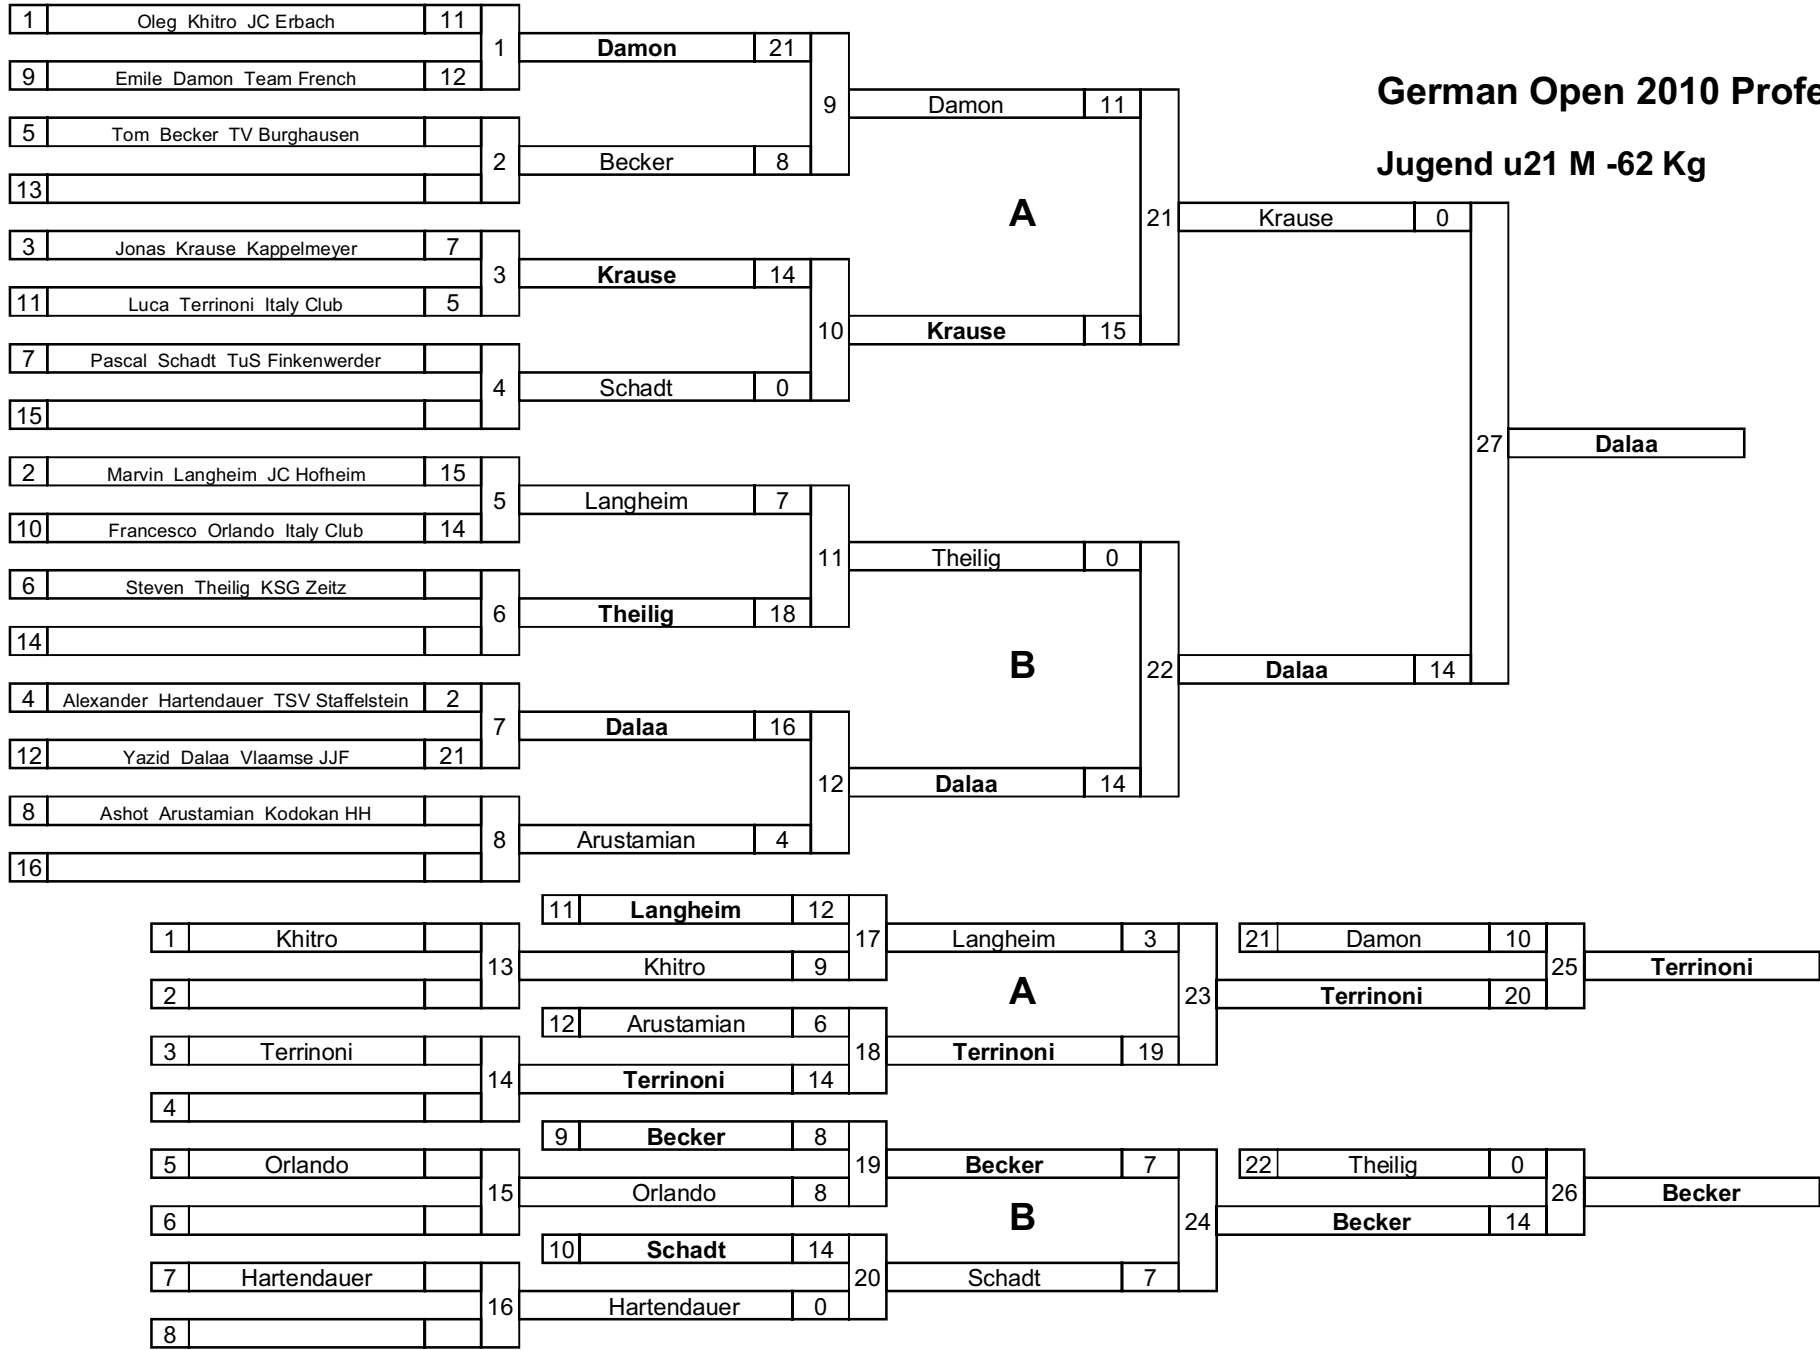 German Open 2010 Profe
Jugend u21 M -62 Kg
1 Oleg Khitro JC Erbach 11
1 Damon 21
9 Emile Damon Team French 12
9 Damon 11
5 Tom Becker TV Burghausen
2 Becker 8
13
A
21 Krause 0
3 Jonas Krause Kappelmeyer 7
3 Krause 14
11 Luca Terrinoni Italy Club 5
10 Krause 15
7 Pascal Schadt TuS Finkenwerder
4 Schadt 0
15
27 Dalaa
2 Marvin Langheim JC Hofheim 15
5 Langheim 7
10 Francesco Orlando Italy Club 14
11 Theilig 0
6 Steven Theilig KSG Zeitz
6 Theilig 18
14
B
22 Dalaa 14
4 Alexander Hartendauer TSV Staffelstein 2
7 Dalaa 16
12 Yazid Dalaa Vlaamse JJF 21
12 Dalaa 14
8 Ashot Arustamian Kodokan HH
8 Arustamian 4
16
11 Langheim 12
1 Khitro
17 Langheim 3
21 Damon 10
13 Khitro 9
25 Terrinoni
2
A
23 Terrinoni 20
12 Arustamian 6
3 Terrinoni
18 Terrinoni 19
14 Terrinoni 14
4
9 Becker 8
5 Orlando
19 Becker 7
22 Theilig 0
15 Orlando 8
26 Becker
6
B
24 Becker 14
10 Schadt 14
7 Hartendauer
20 Schadt 7
16 Hartendauer 0
8